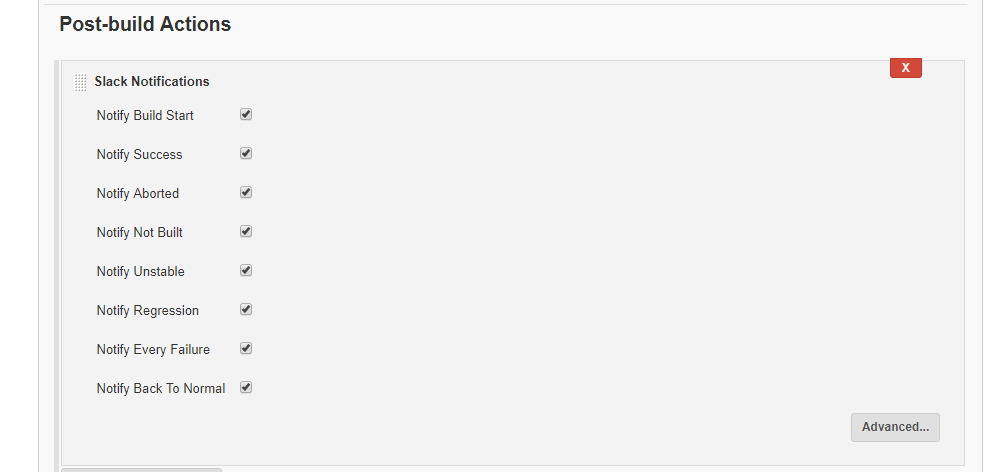 Post-build Actions
X
Slack Notifications
Notify Build Start
Notify Success
Notify Aborted
Notify Not Built
Notify Unstable
Notify Regression
Notify Every Failure
Notify Back To Normal
Advanced...